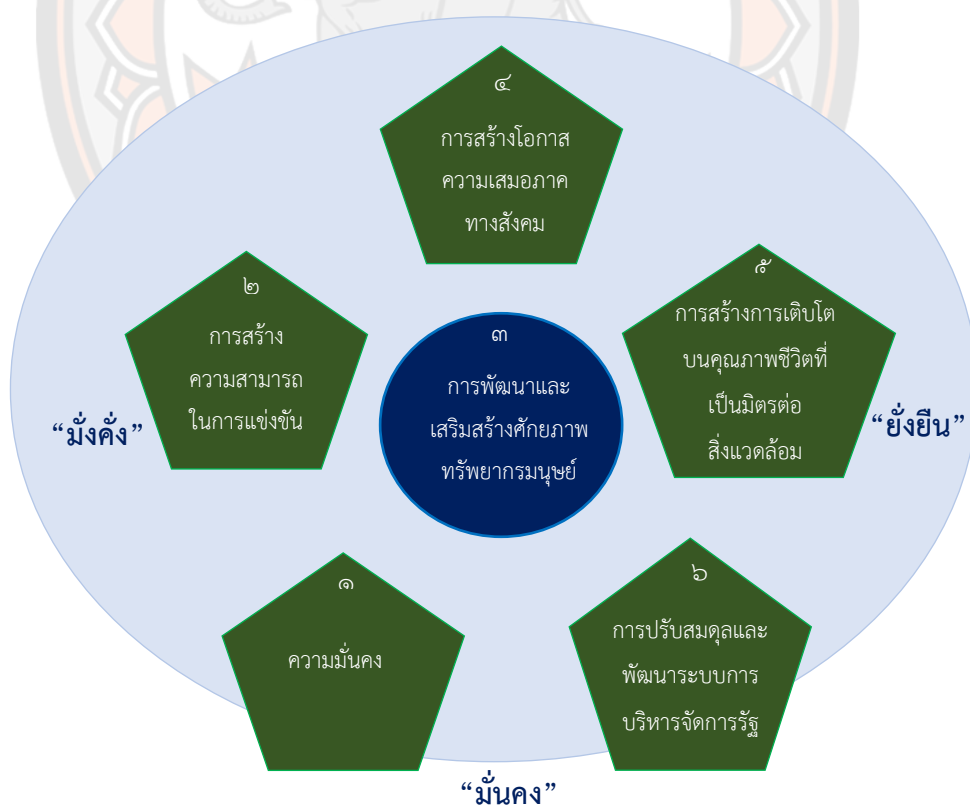 ๔
การสร้างโอกาส
ความเสมอภาค
ทางสังคม
๒
การสร้าง
ความสามารถ
ในการแข่งขัน
“มั่งคั่ง”
๓
การพัฒนาและ
เสริมสร้างศักยภาพ
ทรัพยากรมนุษย์
๕
การสร้างการเติบโต
บนคุณภาพชีวิตที่
เป็นมิตรต่อ
สิ่งแวดล้อม
“ยั่งยืน”
๑
ความมั่นคง
๖
การปรับสมดุลและ
พัฒนาระบบการ
บริหารจัดการรัฐ
“มั่นคง”